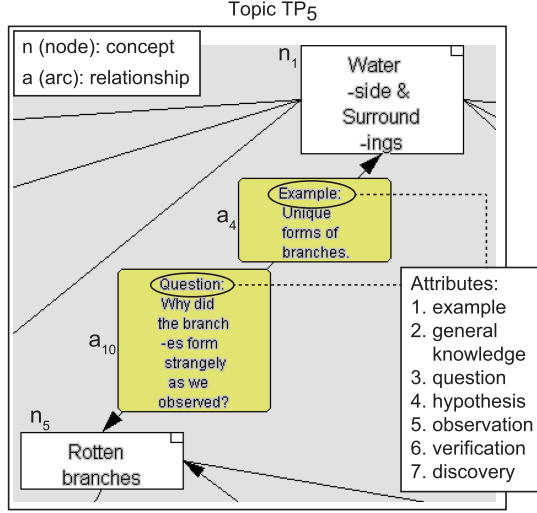 Topic TP5
n (node): concept
a (arc): relationship
n1
Water
-side &
Surround
-ings
a4
Example:
Unique
forms of
branches.
a10
Question:
Why did
the branch
-es form
strangely
as we
observed?
n5
Rotten
branches
Attributes:
1. example
2. general
knowledge
3. question
4. hypothesis
5. observation
6. verification
7. discovery